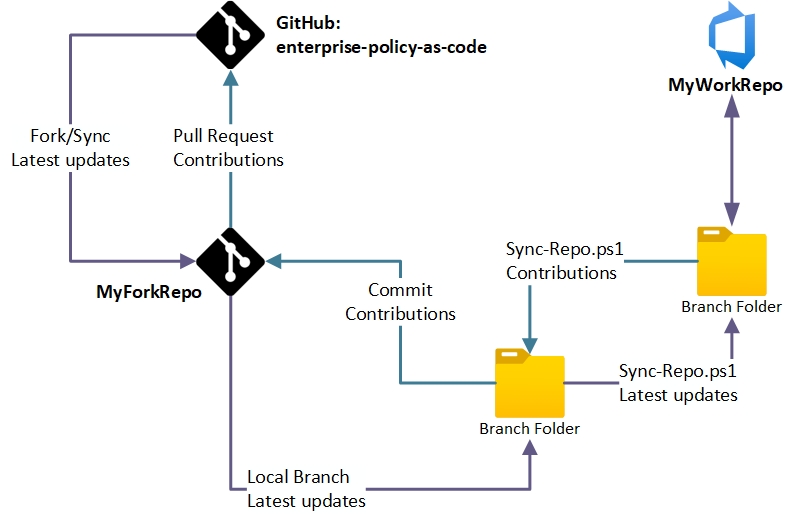 GitHub:
enterprise-policy-as-code
MyWorkRepo
Fork/Sync
Latest updates
Pull Request
Contributions
MyForkRepo
Sync-Repo.ps1
Contributions
Branch Folder
Commit
Contributions
Sync-Repo.ps1
Latest updates
Branch Folder
Local Branch
Latest updates